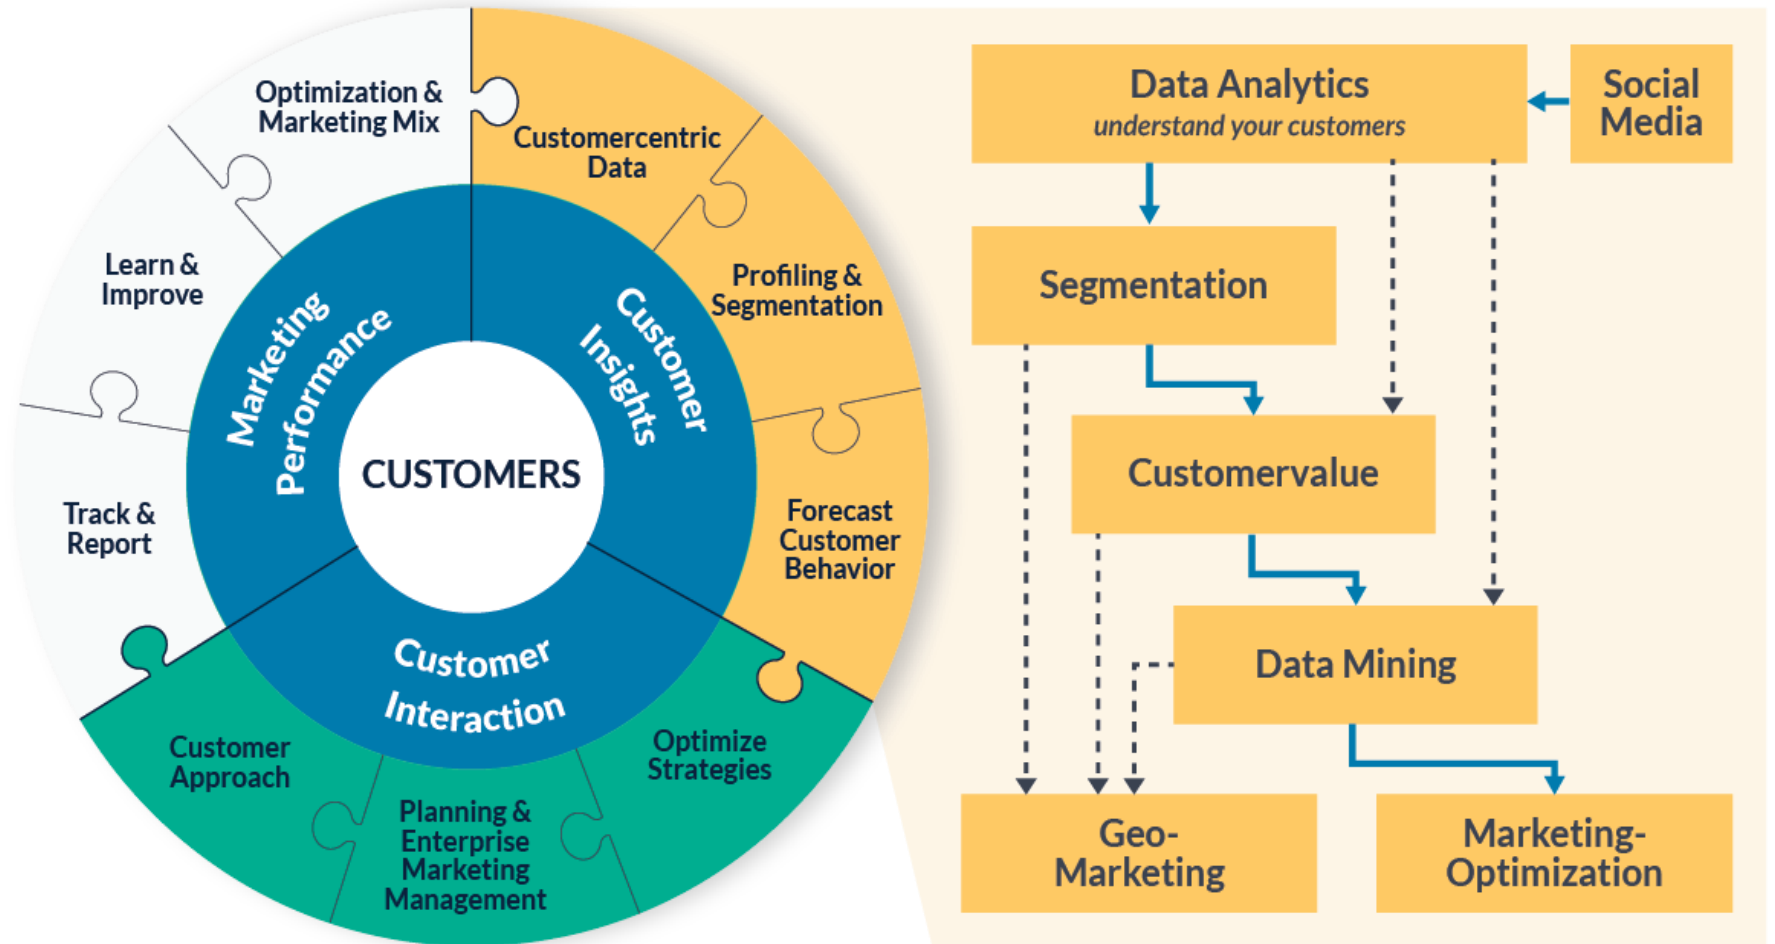 Optimization &
Marketing Mix
Customercentric
Data
Profiling &
Segmentation
Forecast
Customer
Behavior
Optimize
Strategies
Planning &
Enterprise
Marketing
Management
Customer
Approach
Track &
Report
Learn &
Improve
Marketing
Performance
Customer
Insights
Customer
Interaction
CUSTOMERS
Data Analytics
understand your customers
Social
Media
Segmentation
Customervalue
Data Mining
Geo-
Marketing
Marketing-
Optimization